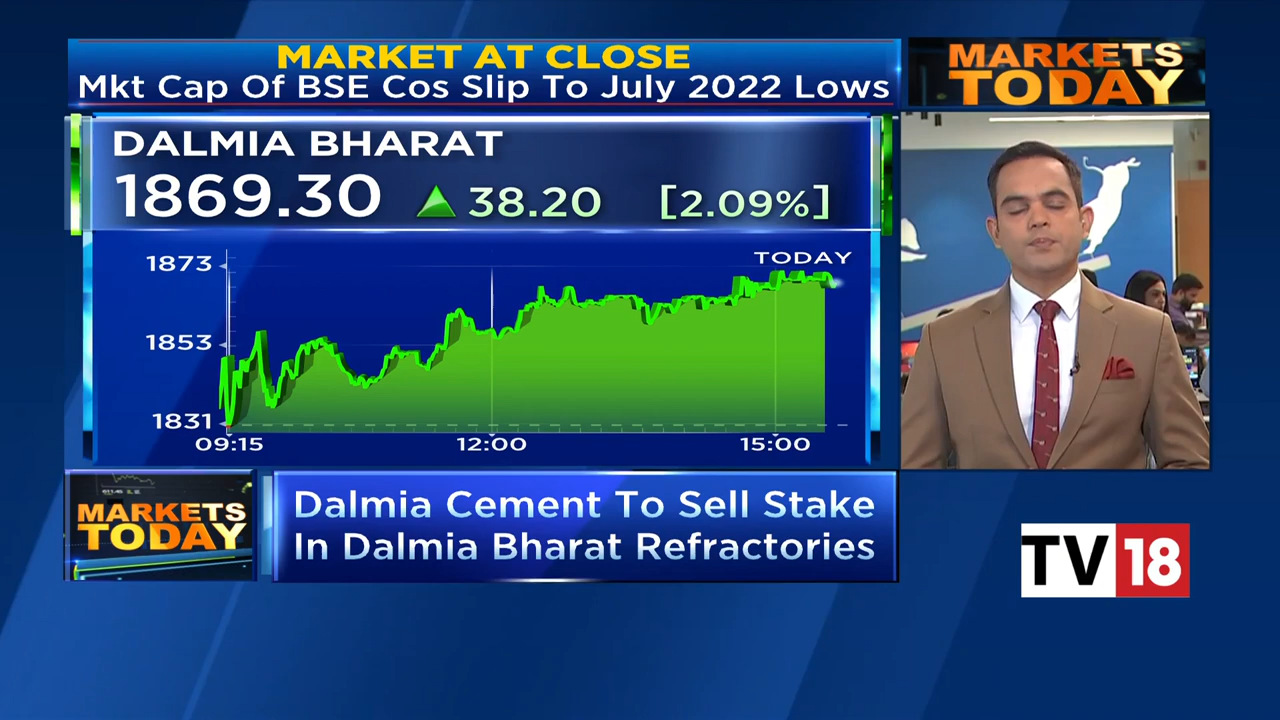 MARKET AT CLOSE
Mkt Cap Of BSE Cos Slip To July 2022 Lows
MARKETS
TODAY
DALMIA BHARAT
1869.30 ▲ 38.20 [2.09%]
TODAY
1873
1853
1831
09:15 12:00 15:00
MARKETS
TODAY
Dalmia Cement To Sell Stake
In Dalmia Bharat Refractories
TV18